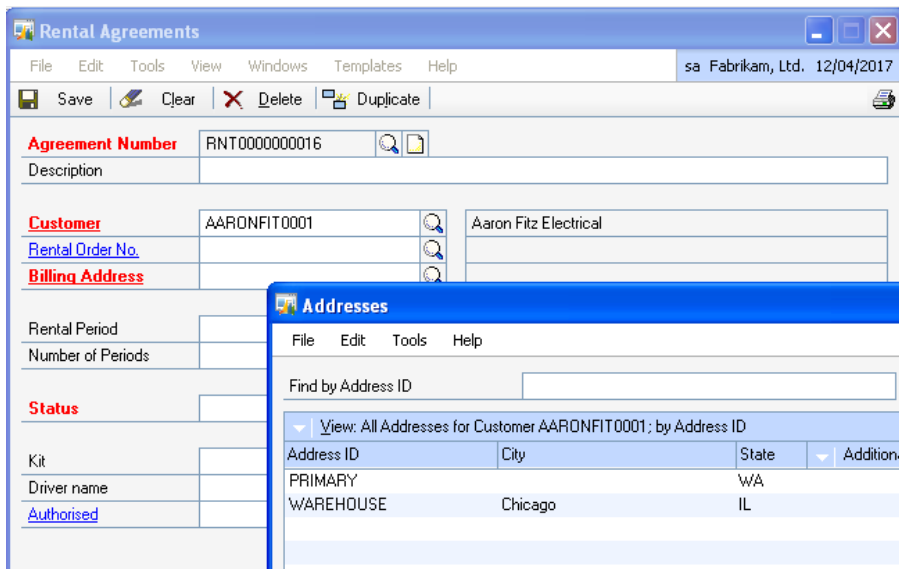 Rental Agreements
File Edit Tools View Windows Templates Help sa Fabrikam, Ltd. 12/04/2017
Save Clear Delete Duplicate
Agreement Number RNT0000000016
Description
Customer AARONFIT0001 Aaron Fitz Electrical
Rental Order No.
Billing Address
Addresses
File Edit Tools Help
Rental Period
Number of Periods
Find by Address ID
Status
View: All Addresses for Customer AARONFIT0001; by Address ID
Address ID City State Addition
Kit
PRIMARY WA
Driver name
WAREHOUSE Chicago IL
Authorised